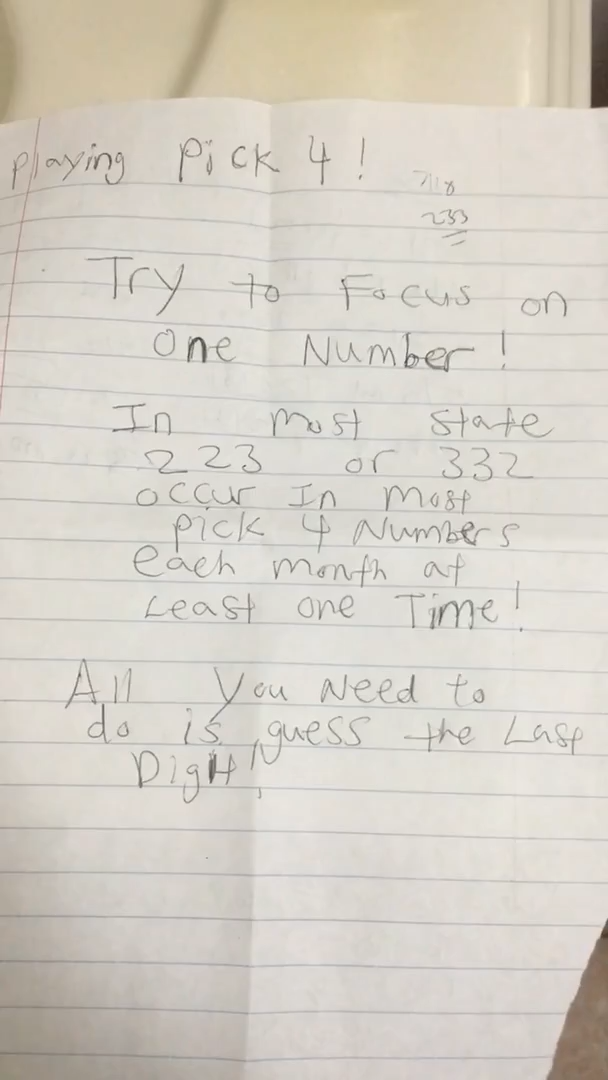 Playing Pick 4!
233
Try to Focus on
One Number!
In most state
223 or 332
occur In most
pick 4 Numbers
each month at
Least one Time!
All You Need to
do is guess the Last
Digit!